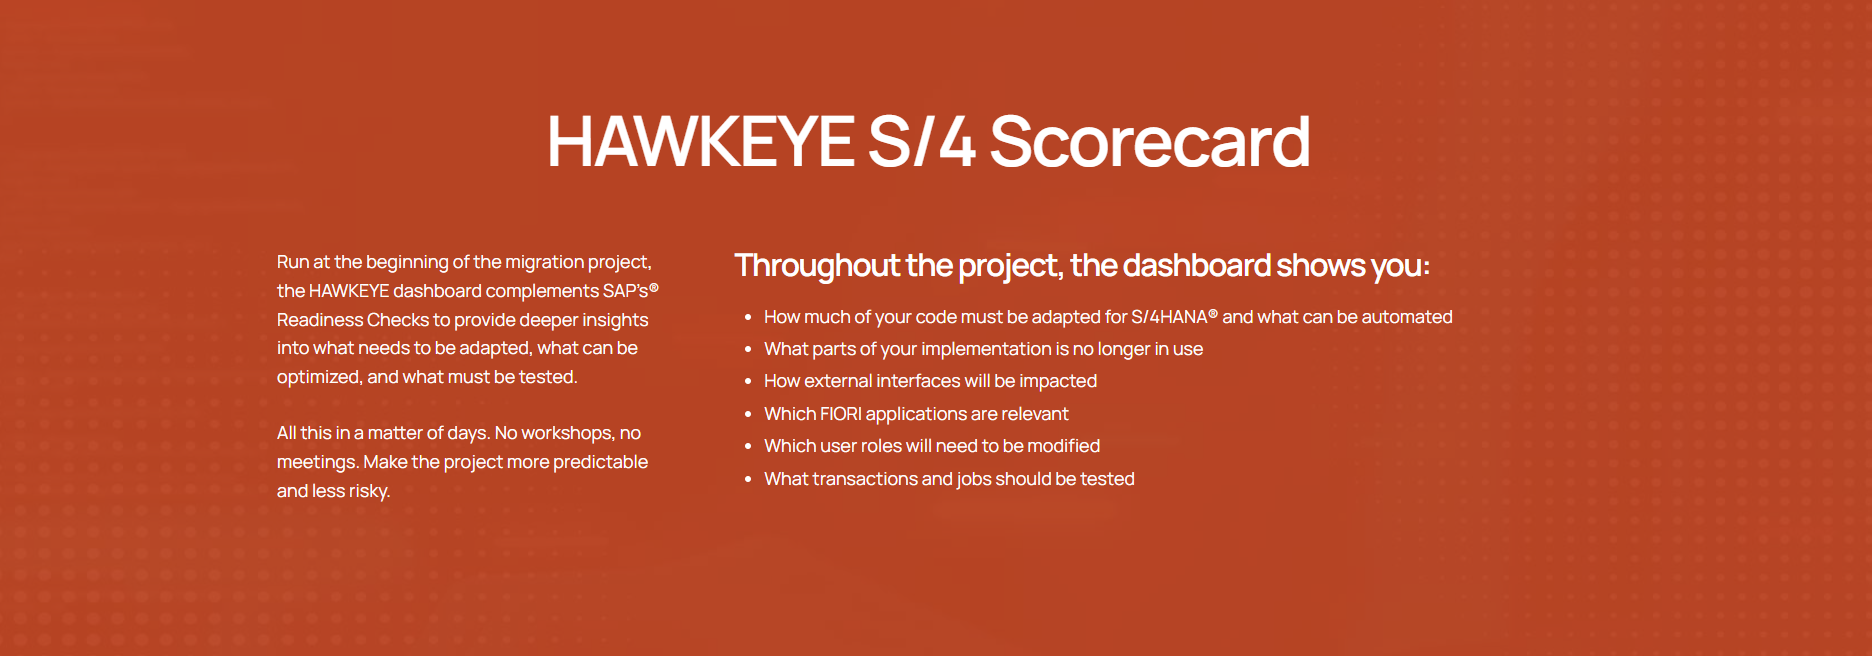 HAWKEYE S/4 Scorecard
Run at the beginning of the migration project,
the HAWKEYE dashboard complements SAP's®
Readiness Checks to provide deeper insights
into what needs to be adapted, what can be
optimized, and what must be tested.
All this in a matter of days. No workshops, no
meetings. Make the project more predictable
and less risky.
Throughout the project, the dashboard shows you:
• How much of your code must be adapted for S/4HANA® and what can be automated
• What parts of your implementation is no longer in use
• How external interfaces will be impacted
• Which FIORI applications are relevant
• Which user roles will need to be modified
• What transactions and jobs should be tested